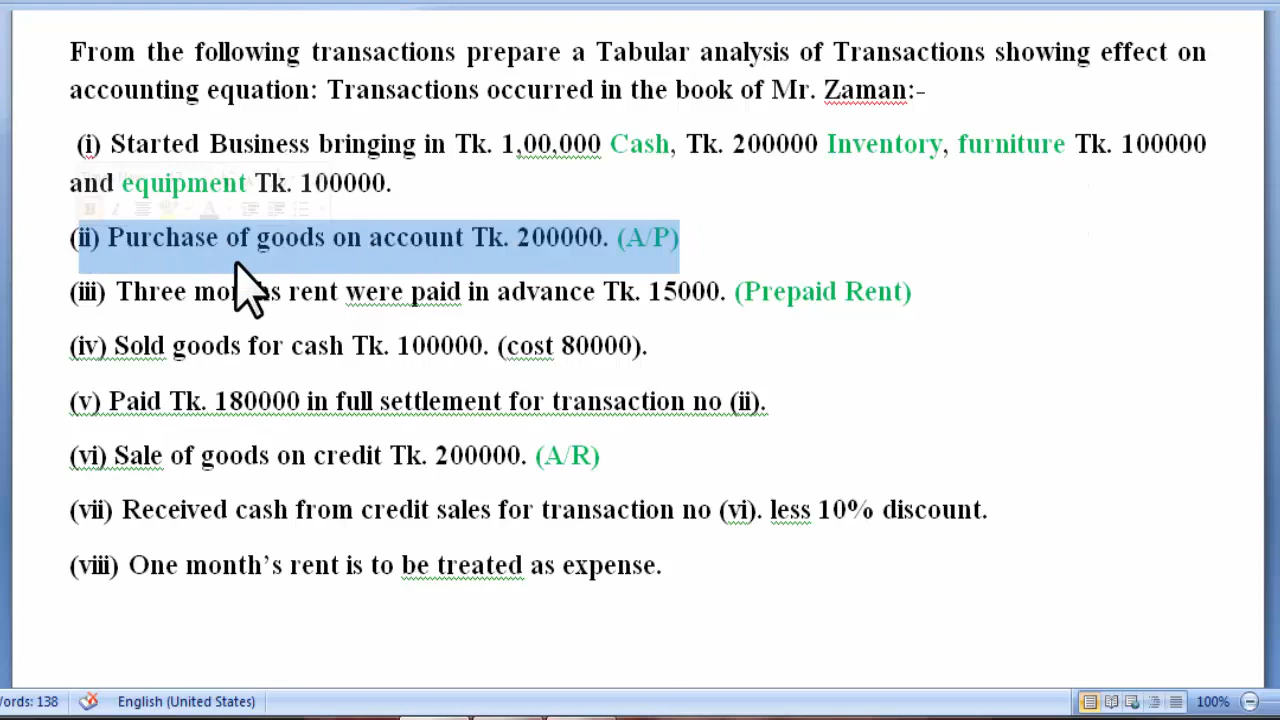 From the following transactions prepare a Tabular analysis of Transactions showing effect on
accounting equation: Transactions occurred in the book of Mr. Zaman:-
(i) Started Business bringing in Tk. 1,00,000 Cash, Tk. 200000 Inventory, furniture Tk. 100000
and equipment Tk. 100000.
(ii) Purchase of goods on account Tk. 200000. (A/P)
(iii) Three months rent were paid in advance Tk. 15000. (Prepaid Rent)
(iv) Sold goods for cash Tk. 100000. (cost 80000).
(v) Paid Tk. 180000 in full settlement for transaction no (ii).
(vi) Sale of goods on credit Tk. 200000. (A/R)
(vii) Received cash from credit sales for transaction no (vi). less 10% discount.
(viii) One month's rent is to be treated as expense.
Words: 138 English (United States) 100%